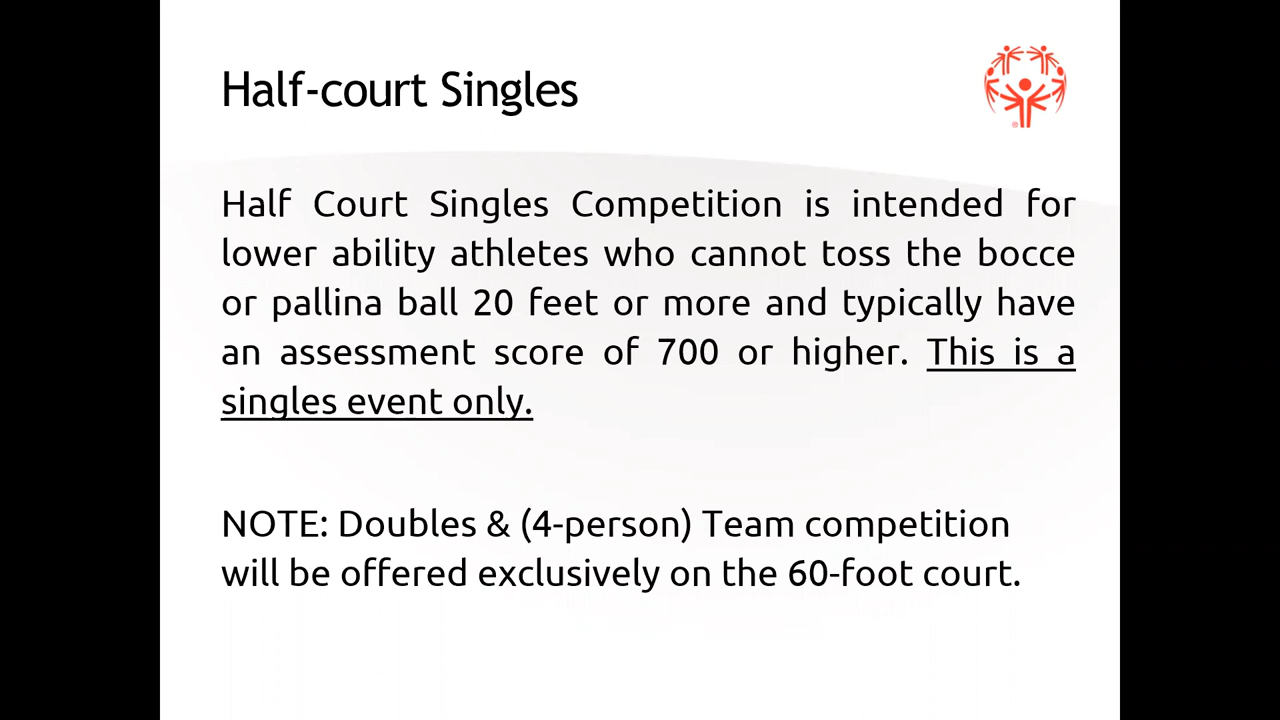 Half-court Singles
Half Court Singles Competition is intended for
lower ability athletes who cannot toss the bocce
or pallina ball 20 feet or more and typically have
an assessment score of 700 or higher. This is a
singles event only.
NOTE: Doubles & (4-person) Team competition
will be offered exclusively on the 60-foot court.